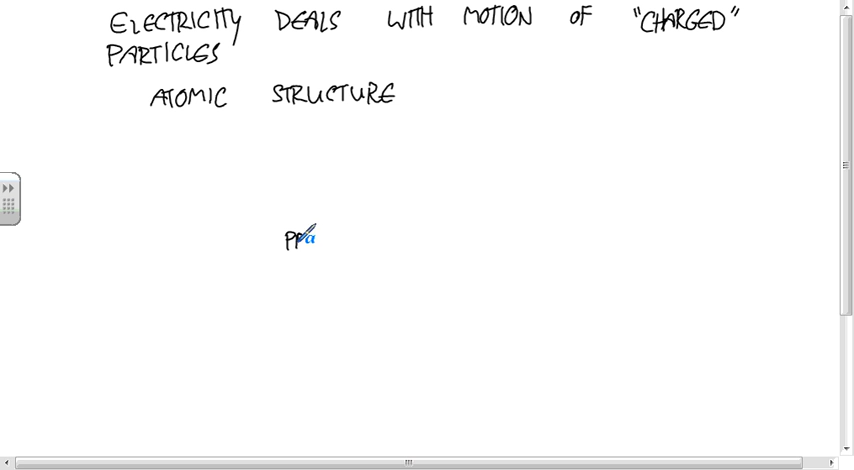 ELECTRICITY DEALS WITH MOTION OF "CHARGED"
PARTICLES
ATOMIC STRUCTURE